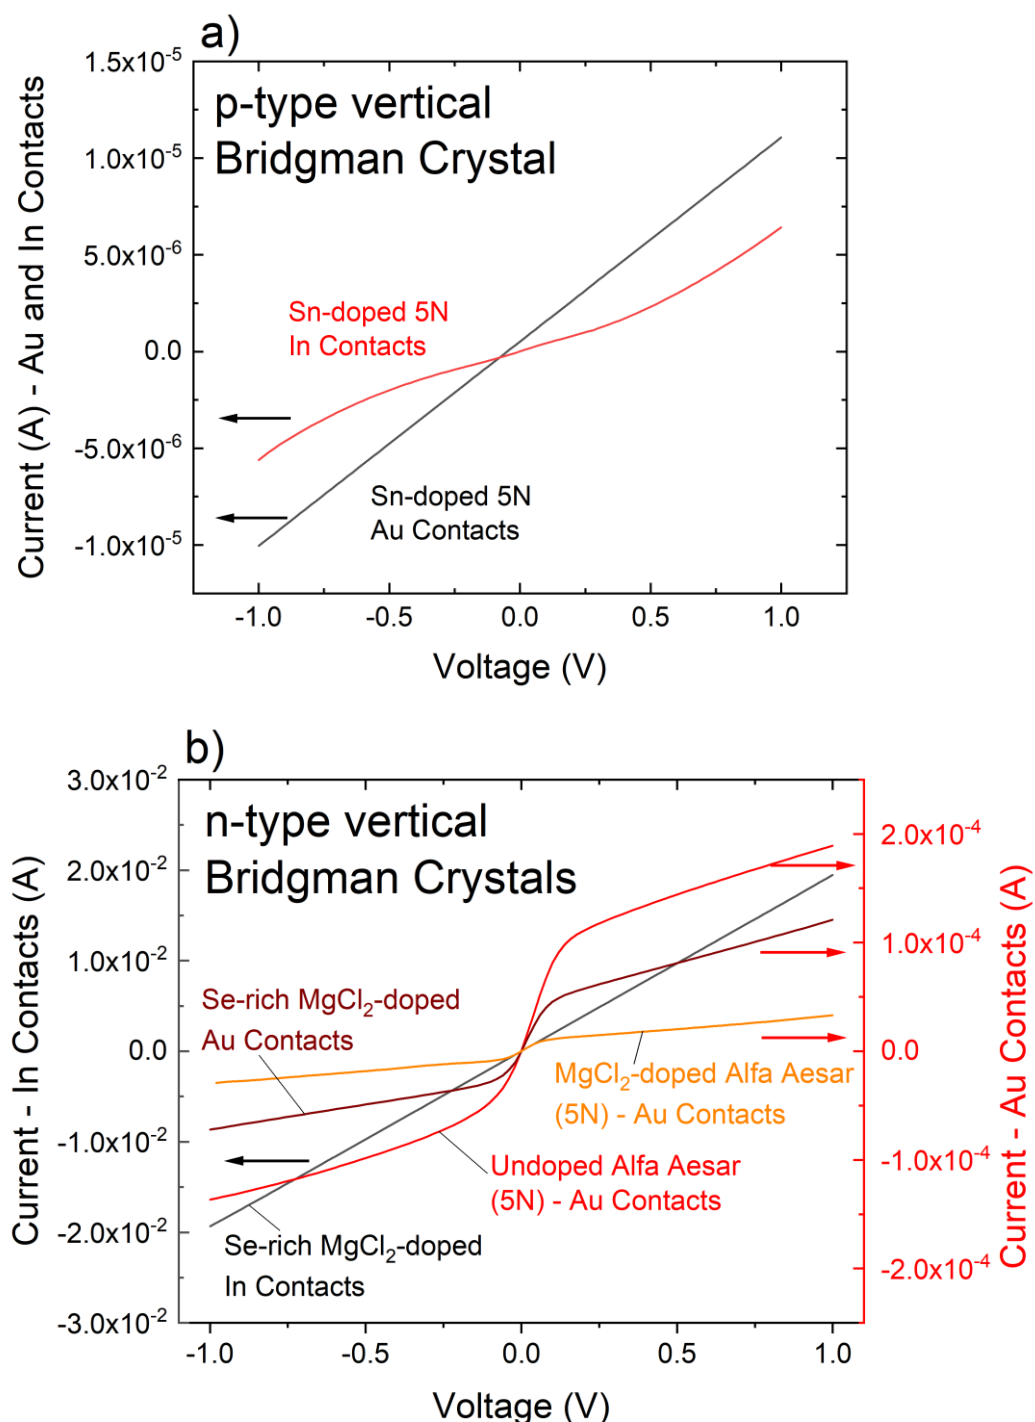 a)
1.5x10⁻⁵
1.0x10⁻⁵
5.0x10⁻⁶
0.0
-5.0x10⁻⁶
-1.0x10⁻⁵
Current (A) - Au and In Contacts
p-type vertical
Bridgman Crystal
Sn-doped 5N
In Contacts
Sn-doped 5N
Au Contacts
-1.0
-0.5
0.0
0.5
1.0
Voltage (V)
b)
3.0x10⁻²
2.0x10⁻²
1.0x10⁻²
0.0
-1.0x10⁻²
-2.0x10⁻²
-3.0x10⁻²
Current - In Contacts (A)
n-type vertical
Bridgman Crystals
Se-rich MgCl₂-doped
Au Contacts
MgCl₂-doped Alfa Aesar
(5N) - Au Contacts
Undoped Alfa Aesar
(5N) - Au Contacts
Se-rich MgCl₂-doped
In Contacts
2.0x10⁻⁴
1.0x10⁻⁴
0.0
-1.0x10⁻⁴
-2.0x10⁻⁴
Current - Au Contacts (A)
-1.0
-0.5
0.0
0.5
1.0
Voltage (V)